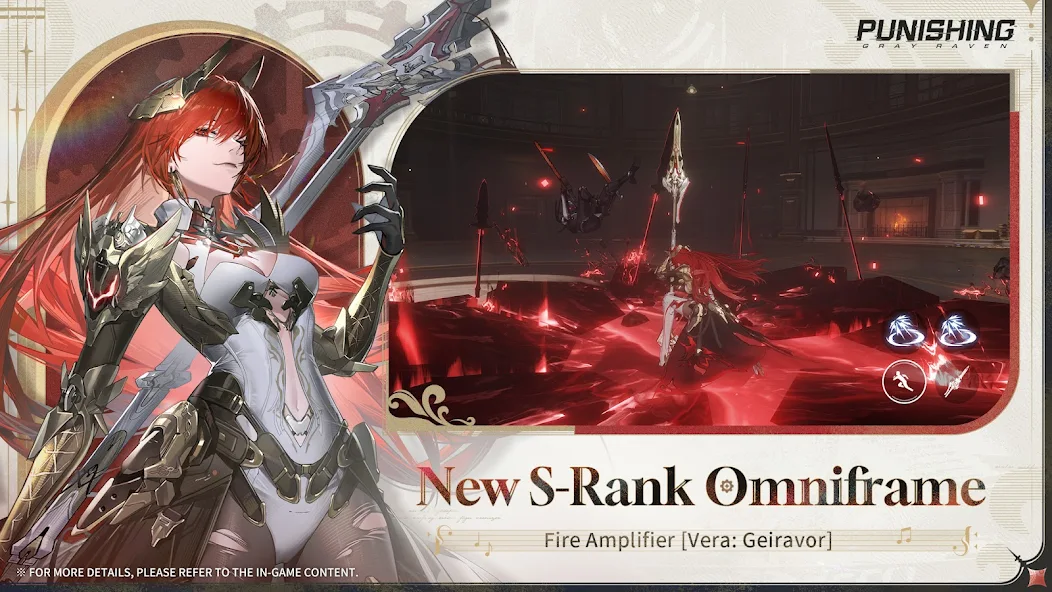 PUNISHING
GRAY RAVEN
New S-Rank Omniframe
Fire Amplifier [Vera: Geiravor]
※ FOR MORE DETAILS, PLEASE REFER TO THE IN-GAME CONTENT.